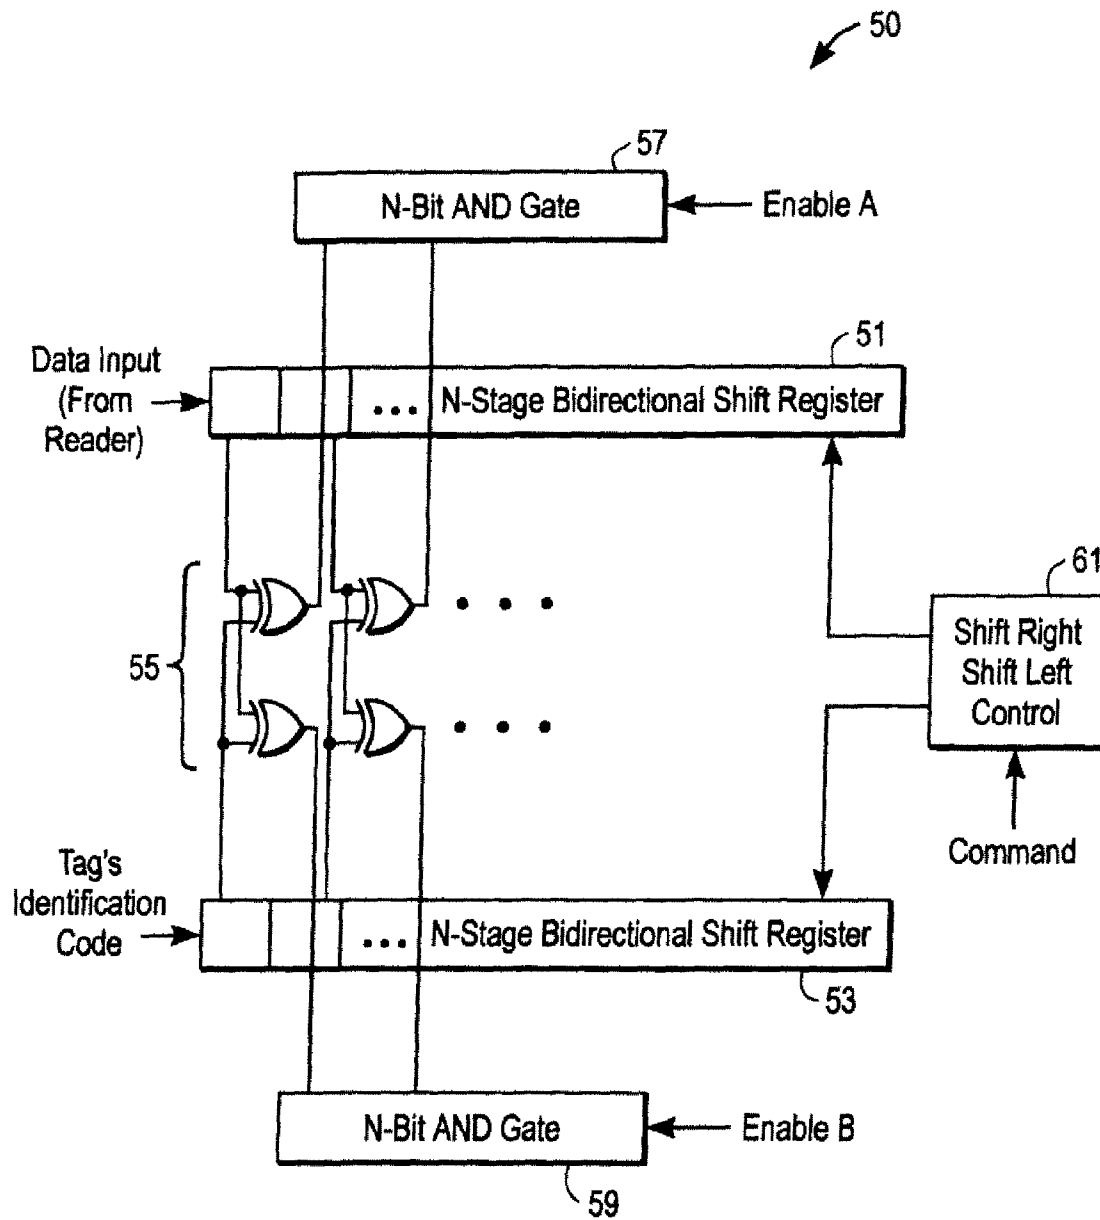 50
57
N-Bit AND Gate
Enable A
51
Data Input
(From
Reader)
... N-Stage Bidirectional Shift Register
61
Shift Right
Shift Left
Control
55
Command
Tag's
Identification
Code
... N-Stage Bidirectional Shift Register
53
N-Bit AND Gate
Enable B
59